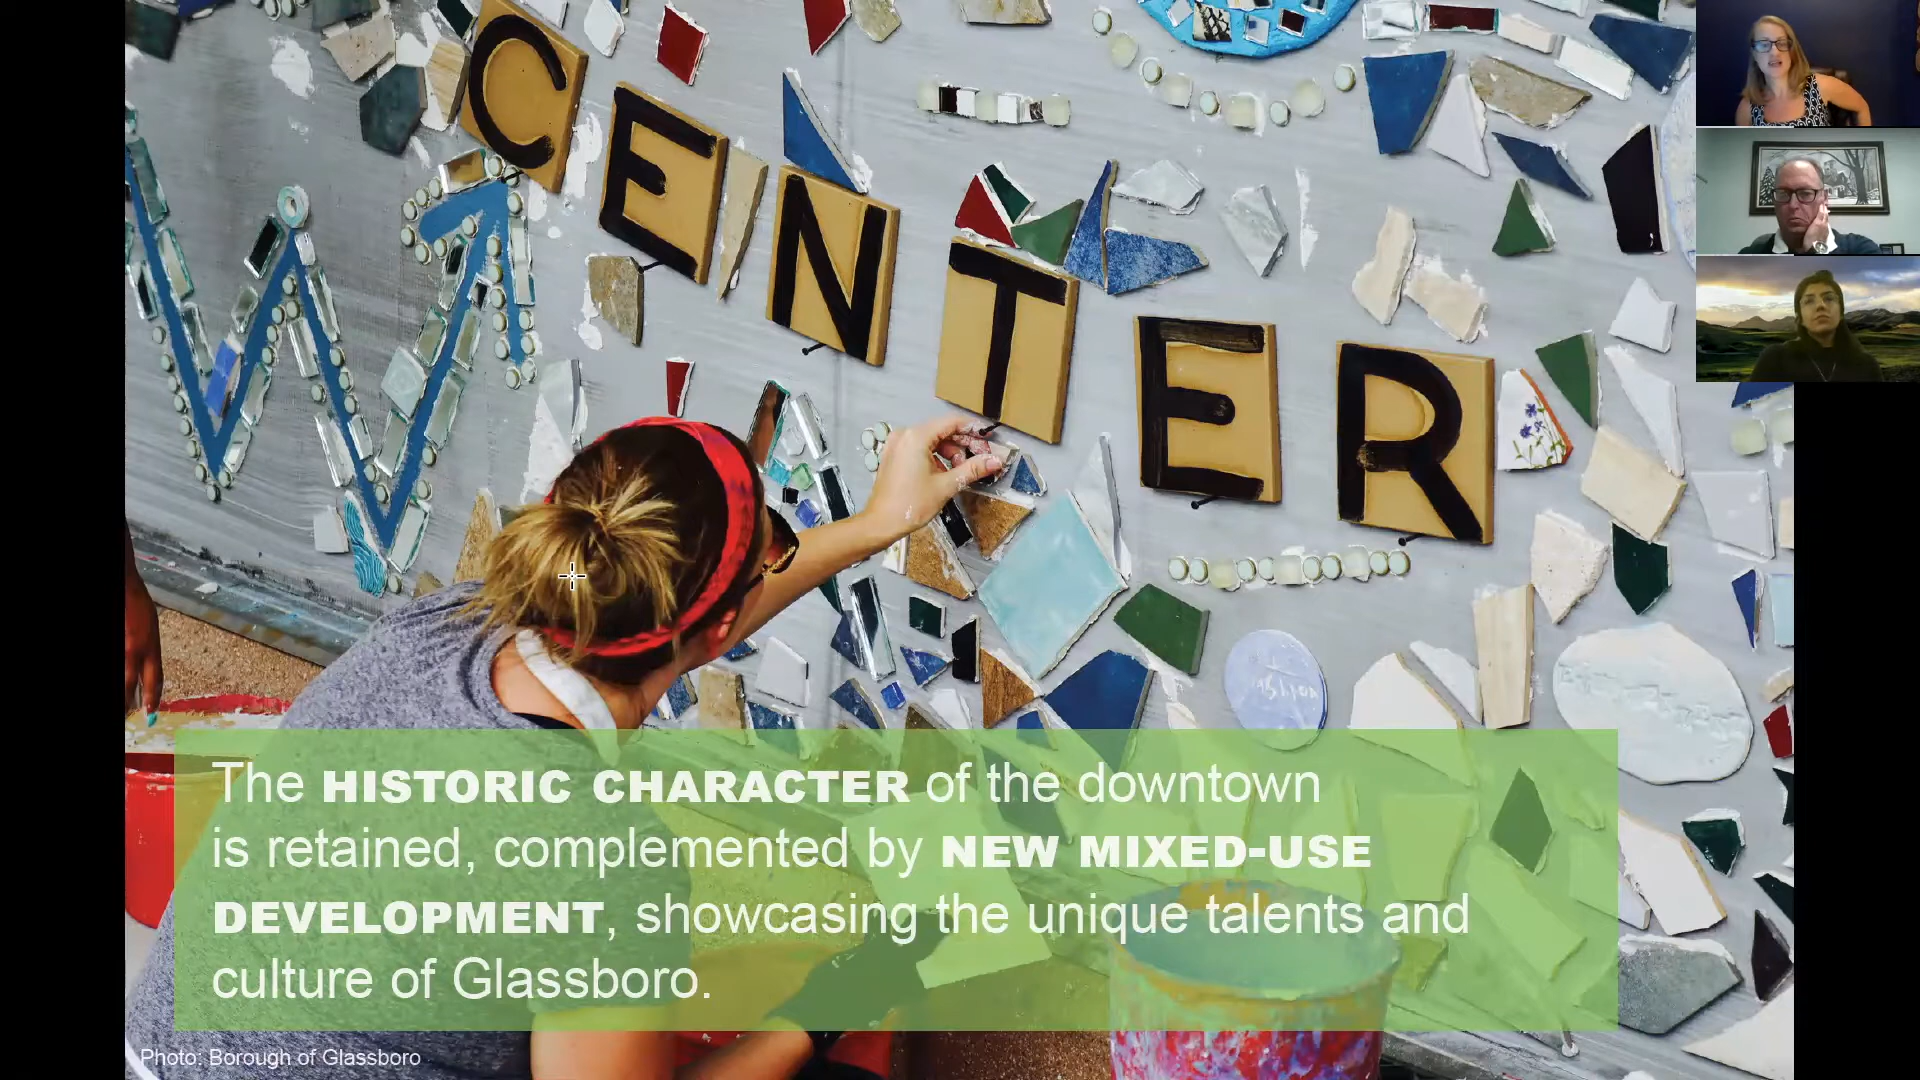 CENTER
The HISTORIC CHARACTER of the downtown
is retained, complemented by NEW MIXED-USE
DEVELOPMENT, showcasing the unique talents and
culture of Glassboro.
Photo: Borough of Glassboro